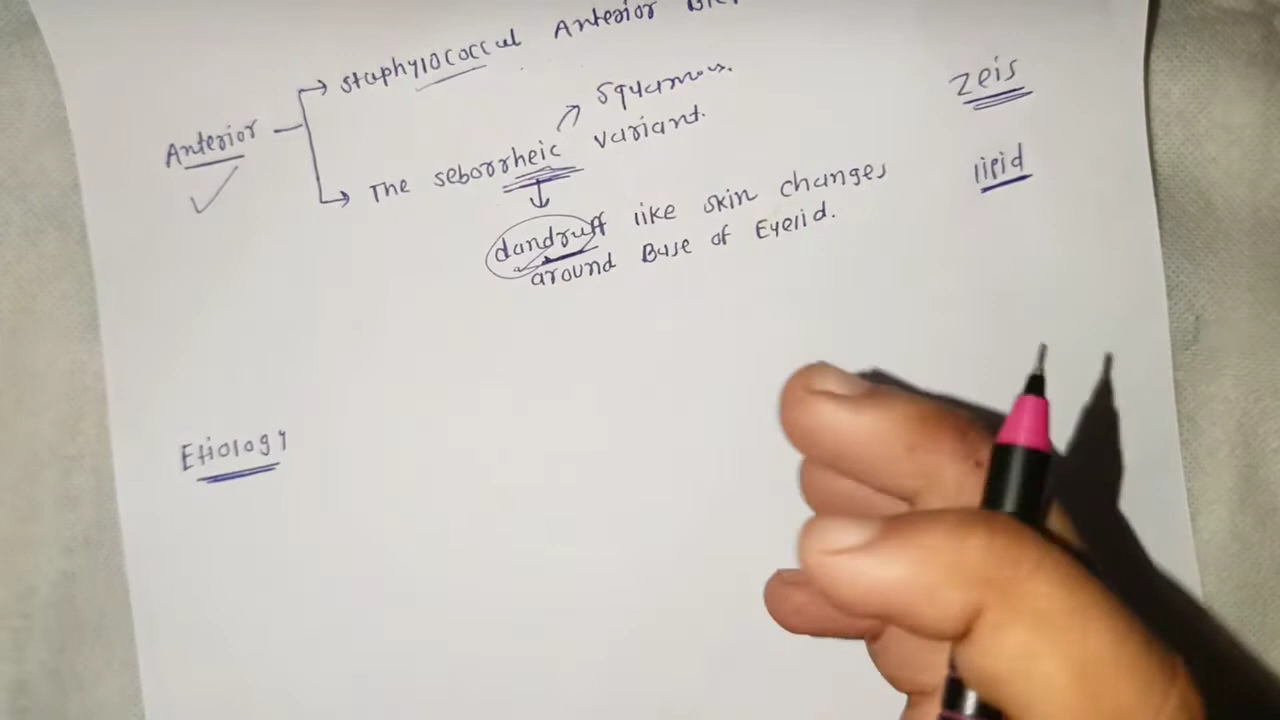 staphylococcal Anterior
Anterior
squamous
variant.
The seborrheic
Zeis
lipid
dandruff like skin changes
around Base of Eyelid.
Etiology